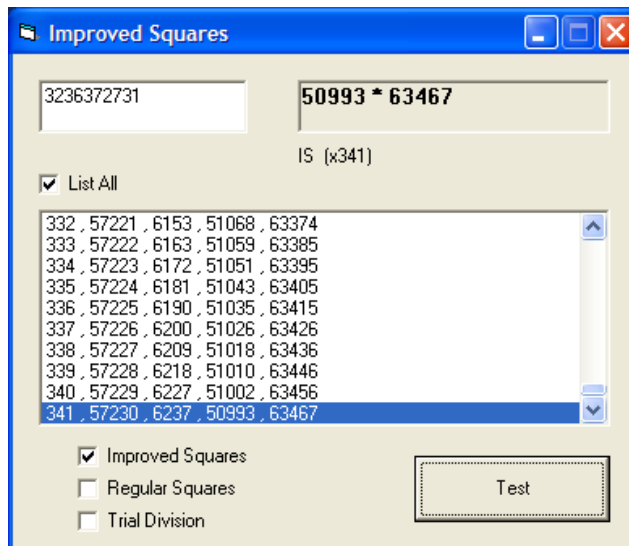 Improved Squares
3236372731
50993 * 63467
IS (x341)
List All
332 , 57221 , 6153 , 51068 , 63374
333 , 57222 , 6163 , 51059 , 63385
334 , 57223 , 6172 , 51051 , 63395
335 , 57224 , 6181 , 51043 , 63405
336 , 57225 , 6190 , 51035 , 63415
337 , 57226 , 6200 , 51026 , 63426
338 , 57227 , 6209 , 51018 , 63436
339 , 57228 , 6218 , 51010 , 63446
340 , 57229 , 6227 , 51002 , 63456
341 , 57230 , 6237 , 50993 , 63467
Improved Squares
Regular Squares
Test
Trial Division